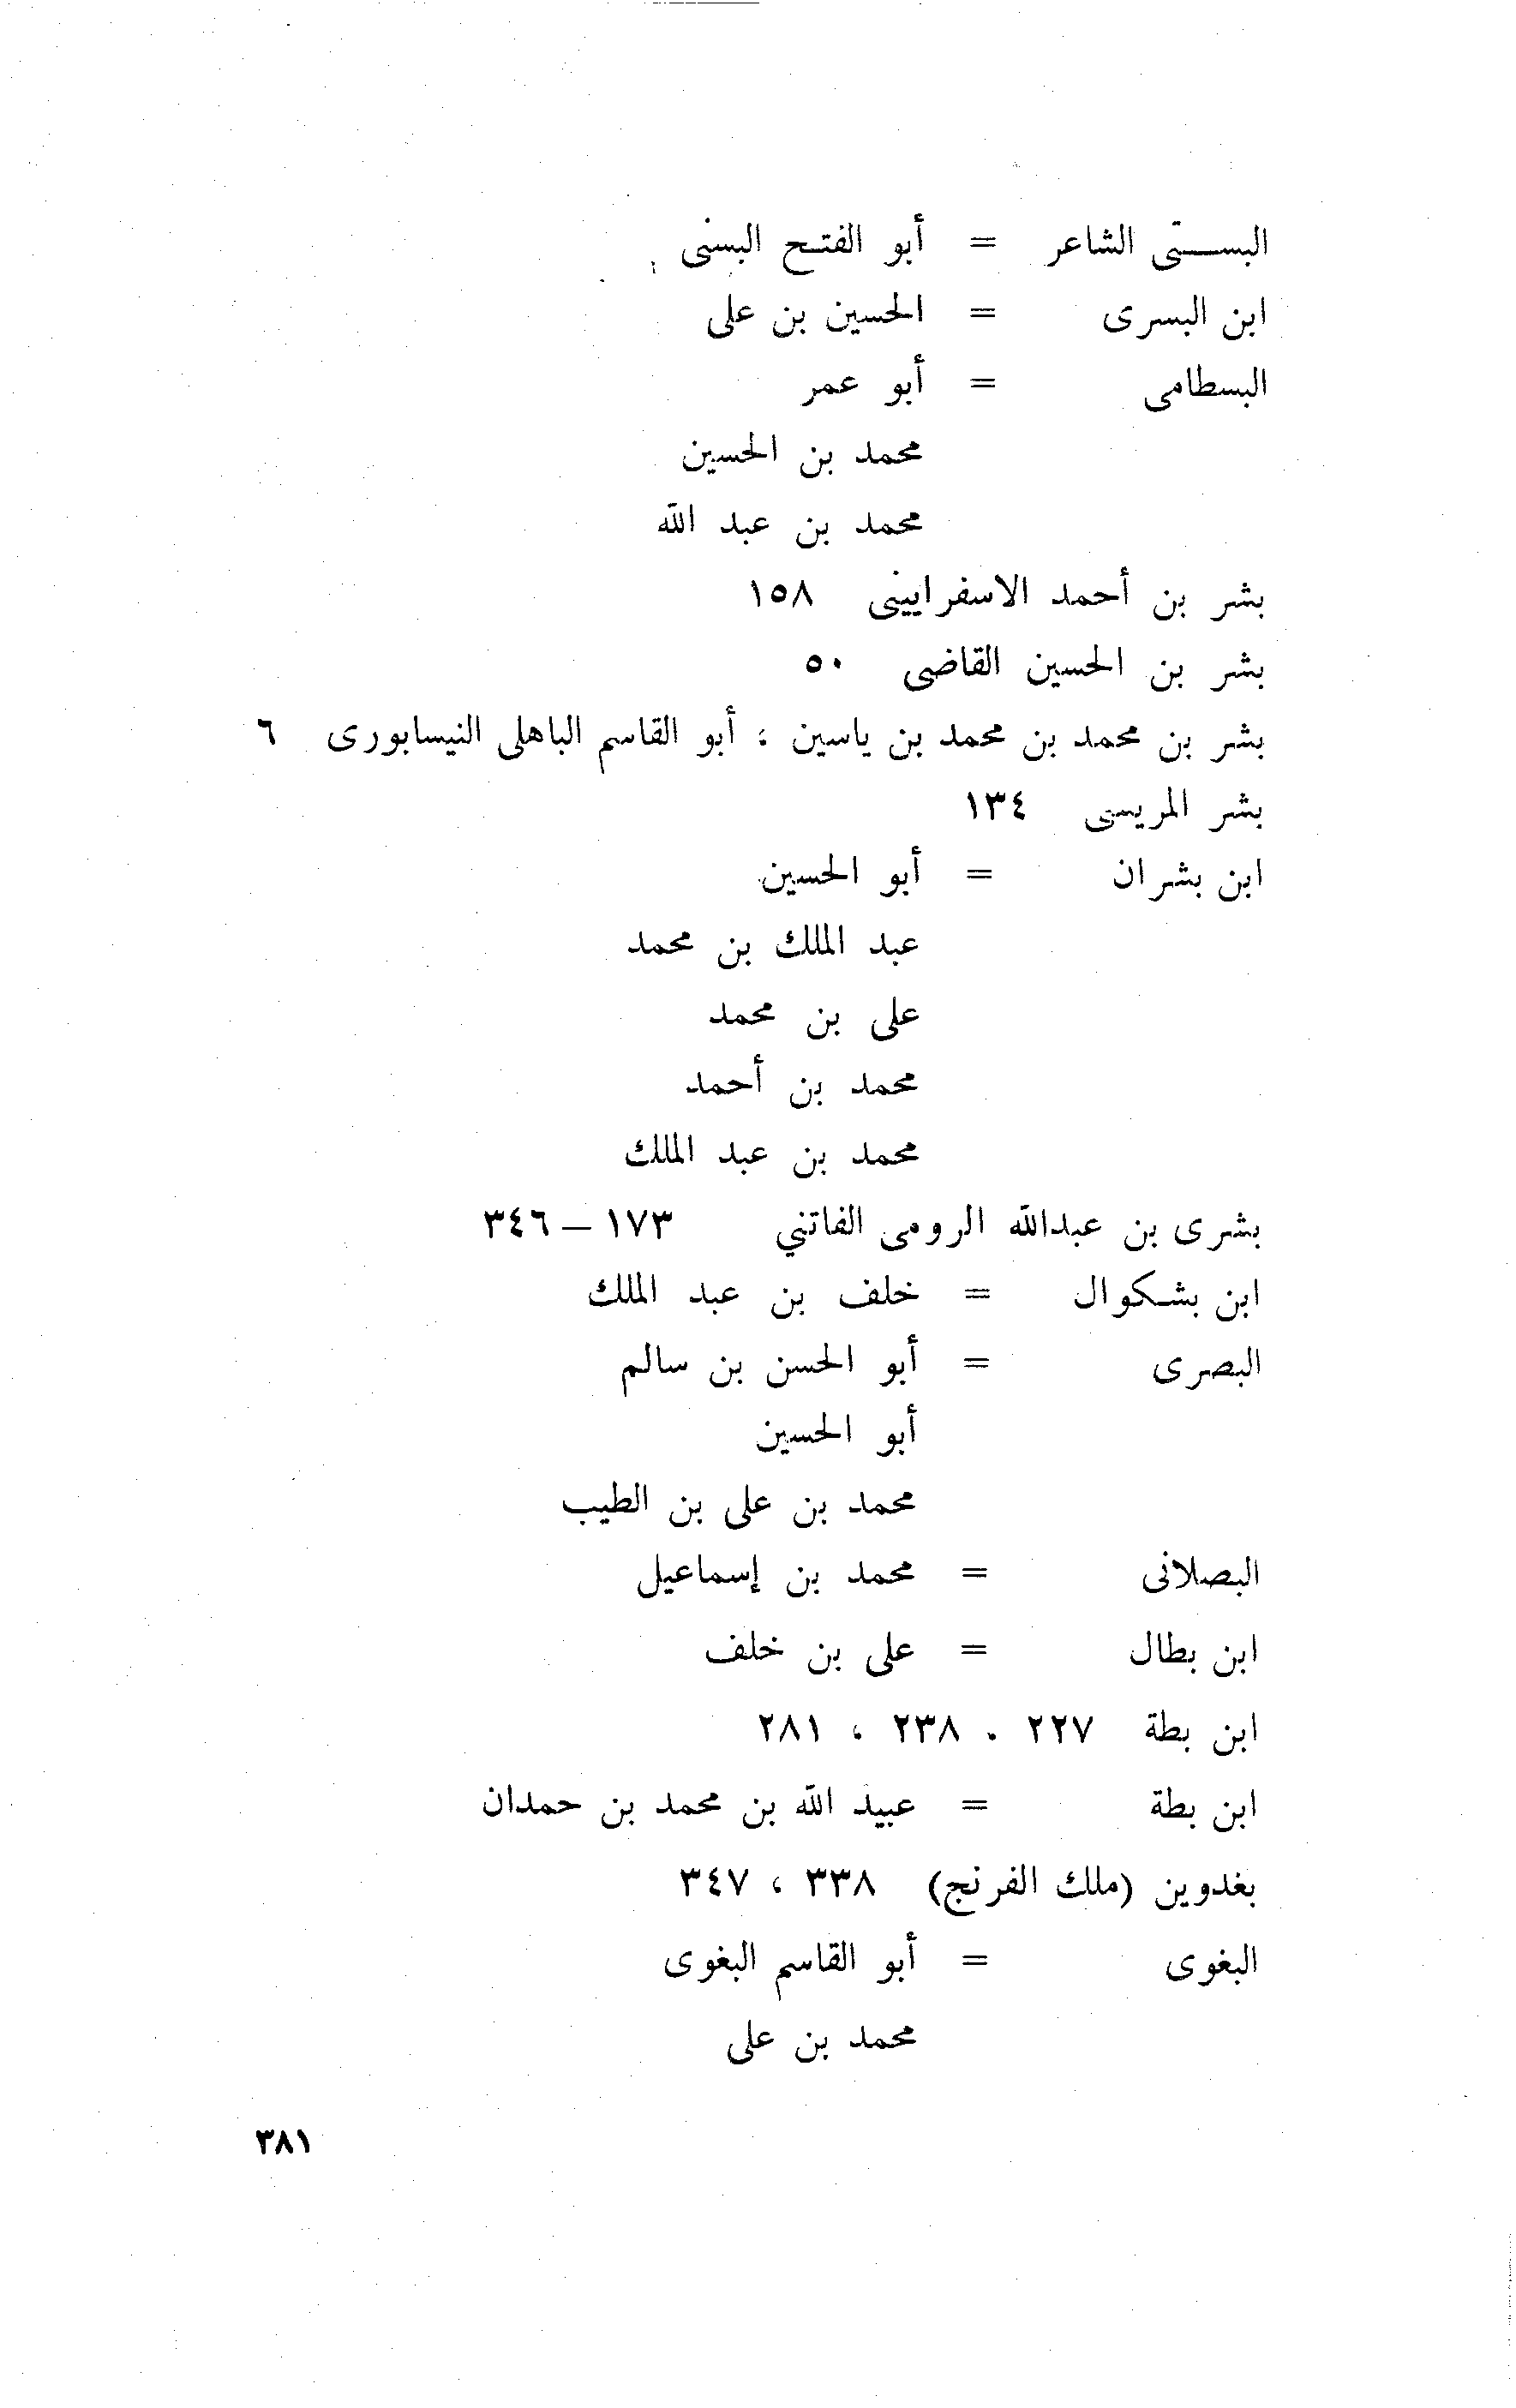 البستى الشاعر = أبو الفتح البستى
ابن البسرى = الحسين بن على
البسطامى = أبو عمر
محمد بن الحسين
محمد بن عبد الله
بشر بن أحمد الاسفرايينى ١٥٨
بشر بن الحسين القاضى ٥٠
بشر بن محمد بن محمد بن ياسين ، أبو القاسم الباهلى النيسابورى ٦
بشر المريسى ١٣٤
ابن بشران = أبو الحسين
عبد الملك بن محمد
على بن محمد
محمد بن أحمد
محمد بن عبد الملك
بشرى بن عبدالله الرومى الفاتني ١٧٣ – ٣٤٦
ابن بشكوال = خلف بن عبد الملك
البصرى = أبو الحسن بن سالم
أبو الحسين
محمد بن على بن الطيب
البصلانى = محمد بن إسماعيل
ابن بطال = على بن خلف
ابن بطة ٢٢٧ ، ٢٣٨ ، ٢٨١
ابن بطة = عبيد الله بن محمد بن حمدان
بغدوين (ملك الفرنج) ٣٣٨ ، ٣٤٧
البغوى = أبو القاسم البغوى
محمد بن على
٣٨١